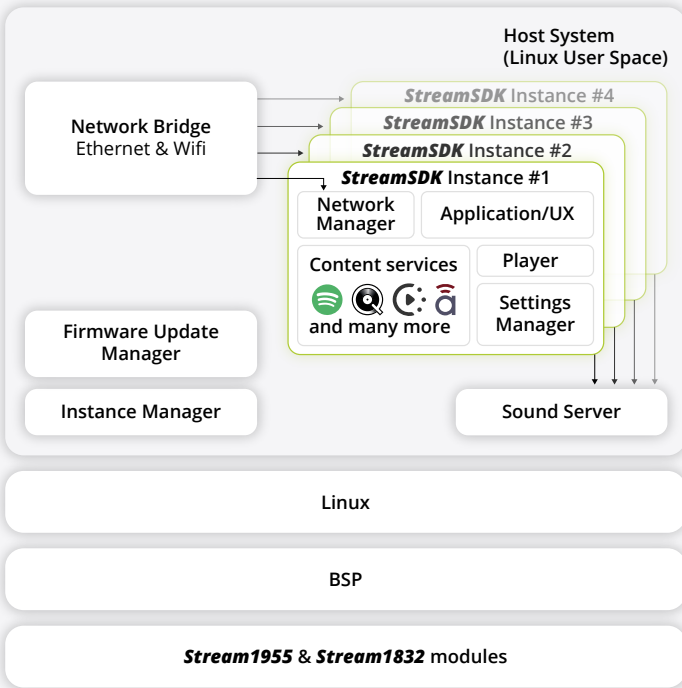 Host System
(Linux User Space)
Network Bridge
Ethernet & Wifi
StreamSDK Instance #4
StreamSDK Instance #3
StreamSDK Instance #2
StreamSDK Instance #1
Network
Manager
Application/UX
Content services
and many more
Player
Settings
Manager
Firmware Update
Manager
Instance Manager
Sound Server
Linux
BSP
Stream1955 & Stream1832 modules